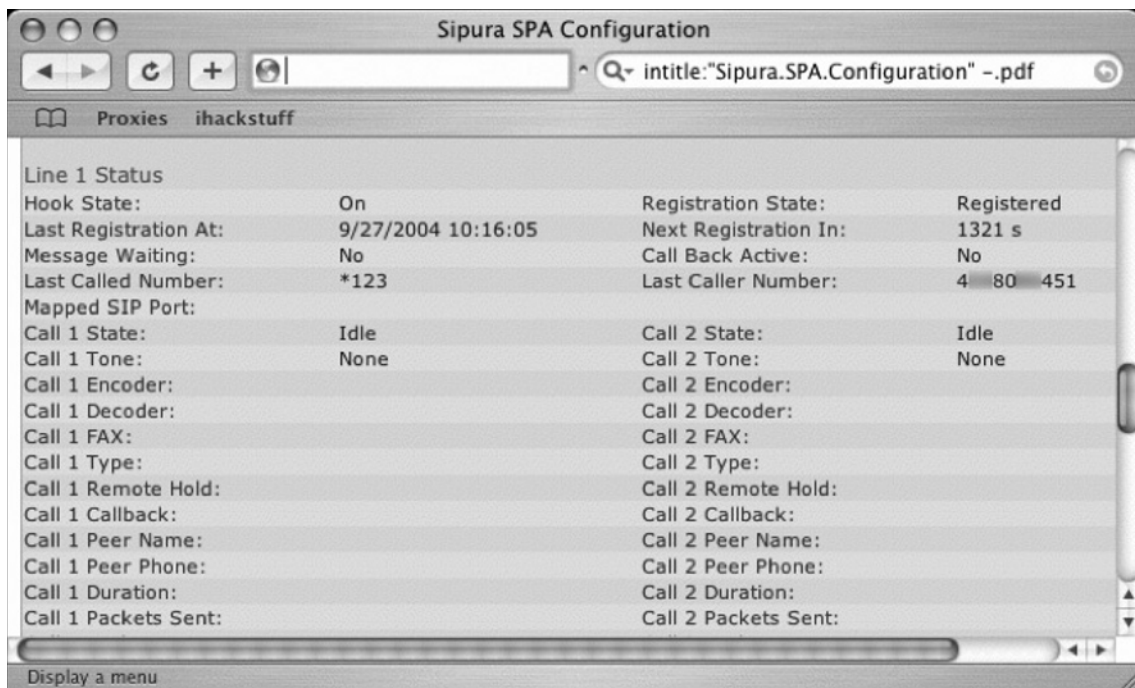 Sipura SPA Configuration
intitle:"Sipura.SPA.Configuration" -.pdf
Proxies ihackstuff
Line 1 Status
Hook State: On Registration State: Registered
Last Registration At: 9/27/2004 10:16:05 Next Registration In: 1321 s
Message Waiting: No Call Back Active: No
Last Called Number: *123 Last Caller Number: 4 80 451
Mapped SIP Port:
Call 1 State: Idle Call 2 State: Idle
Call 1 Tone: None Call 2 Tone: None
Call 1 Encoder: Call 2 Encoder:
Call 1 Decoder: Call 2 Decoder:
Call 1 FAX: Call 2 FAX:
Call 1 Type: Call 2 Type:
Call 1 Remote Hold: Call 2 Remote Hold:
Call 1 Callback: Call 2 Callback:
Call 1 Peer Name: Call 2 Peer Name:
Call 1 Peer Phone: Call 2 Peer Phone:
Call 1 Duration: Call 2 Duration:
Call 1 Packets Sent: Call 2 Packets Sent:
Display a menu